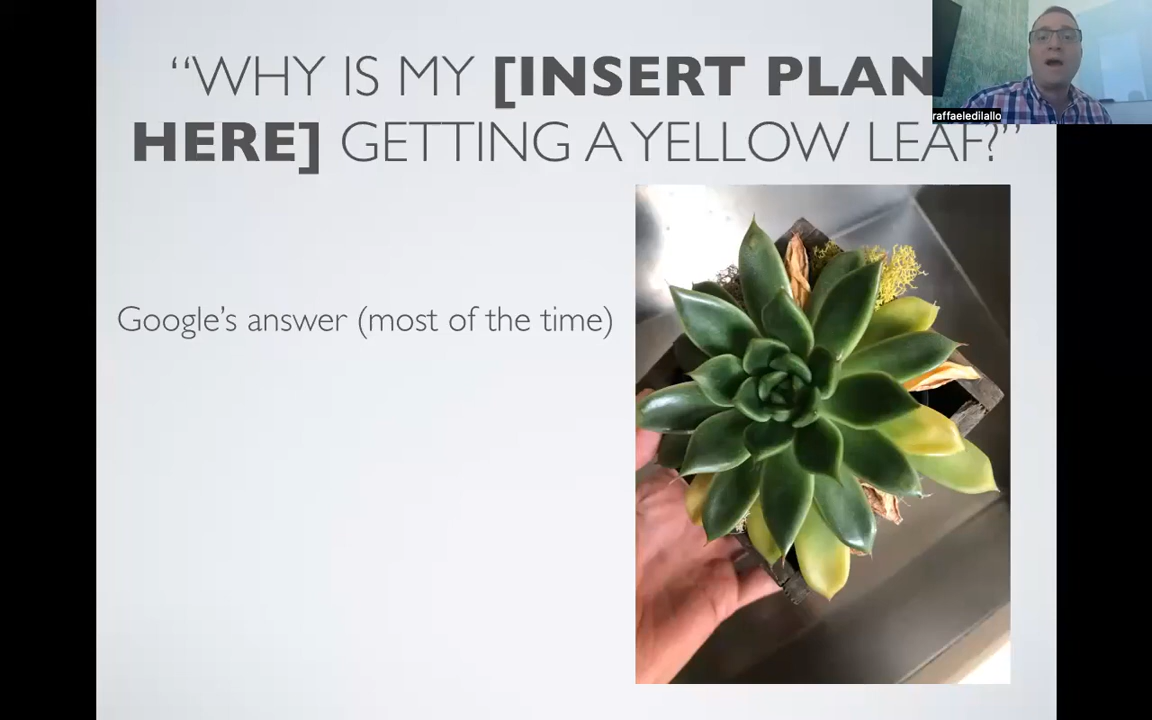 “WHY IS MY [INSERT PLAN
HERE] GETTING A YELLOW LEAF?”
Google’s answer (most of the time)
raffaeledilallo